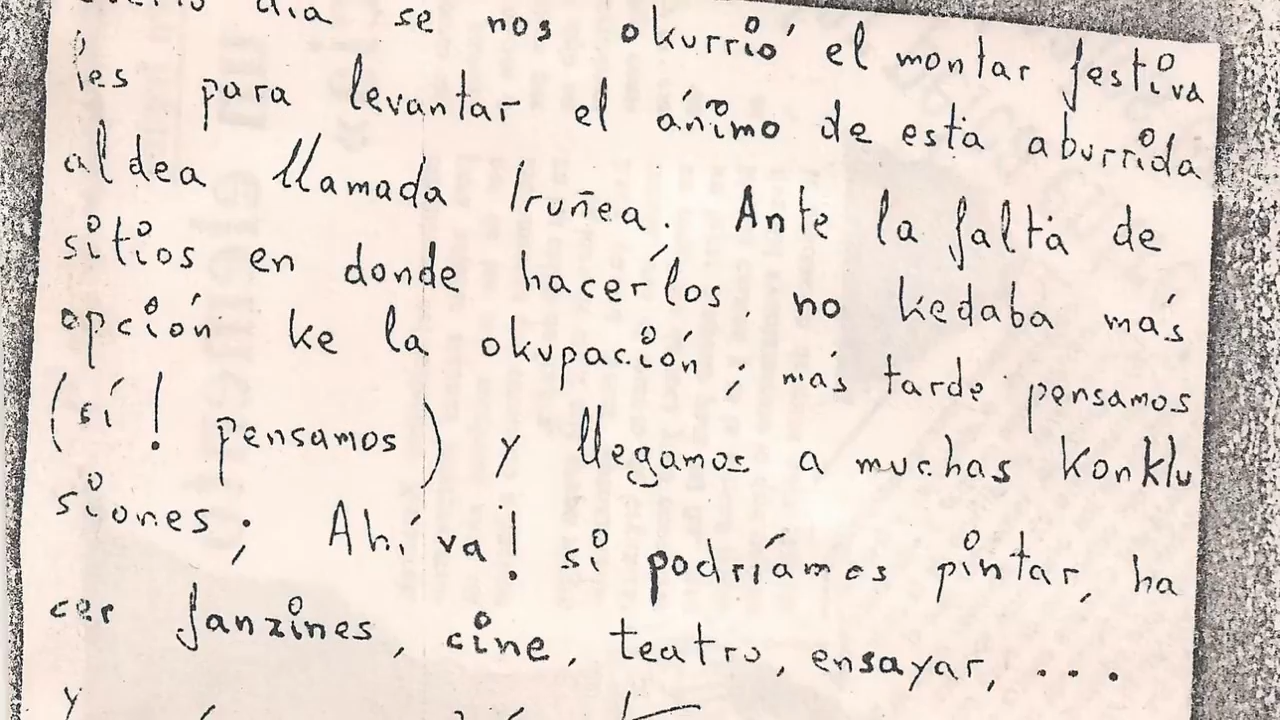 día se nos okurrió el montar festiva
les para levantar el ánimo de esta aburrida
aldea llamada Iruñea. Ante la falta de
sitios en donde hacerlos, no kedaba más
opción ke la okupación; más tarde pensamos
(sí! pensamos) y llegamos a muchas Konklu
siones; Ahí va! si podríamos pintar, ha
cer fanzines, cine, teatro, ensayar, ...
y